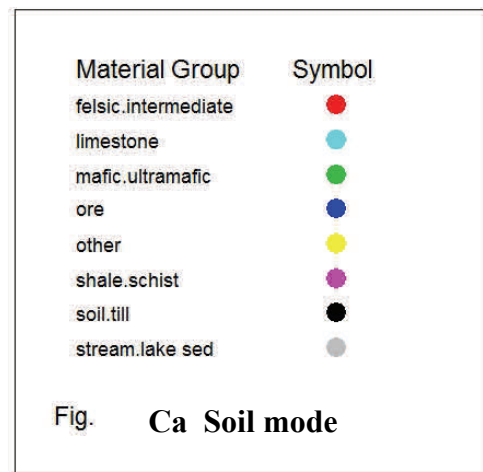 Material Group Symbol
felsic.intermediate
limestone
mafic.ultramafic
ore
other
shale.schist
soil.till
stream.lake sed
Fig. Ca Soil mode